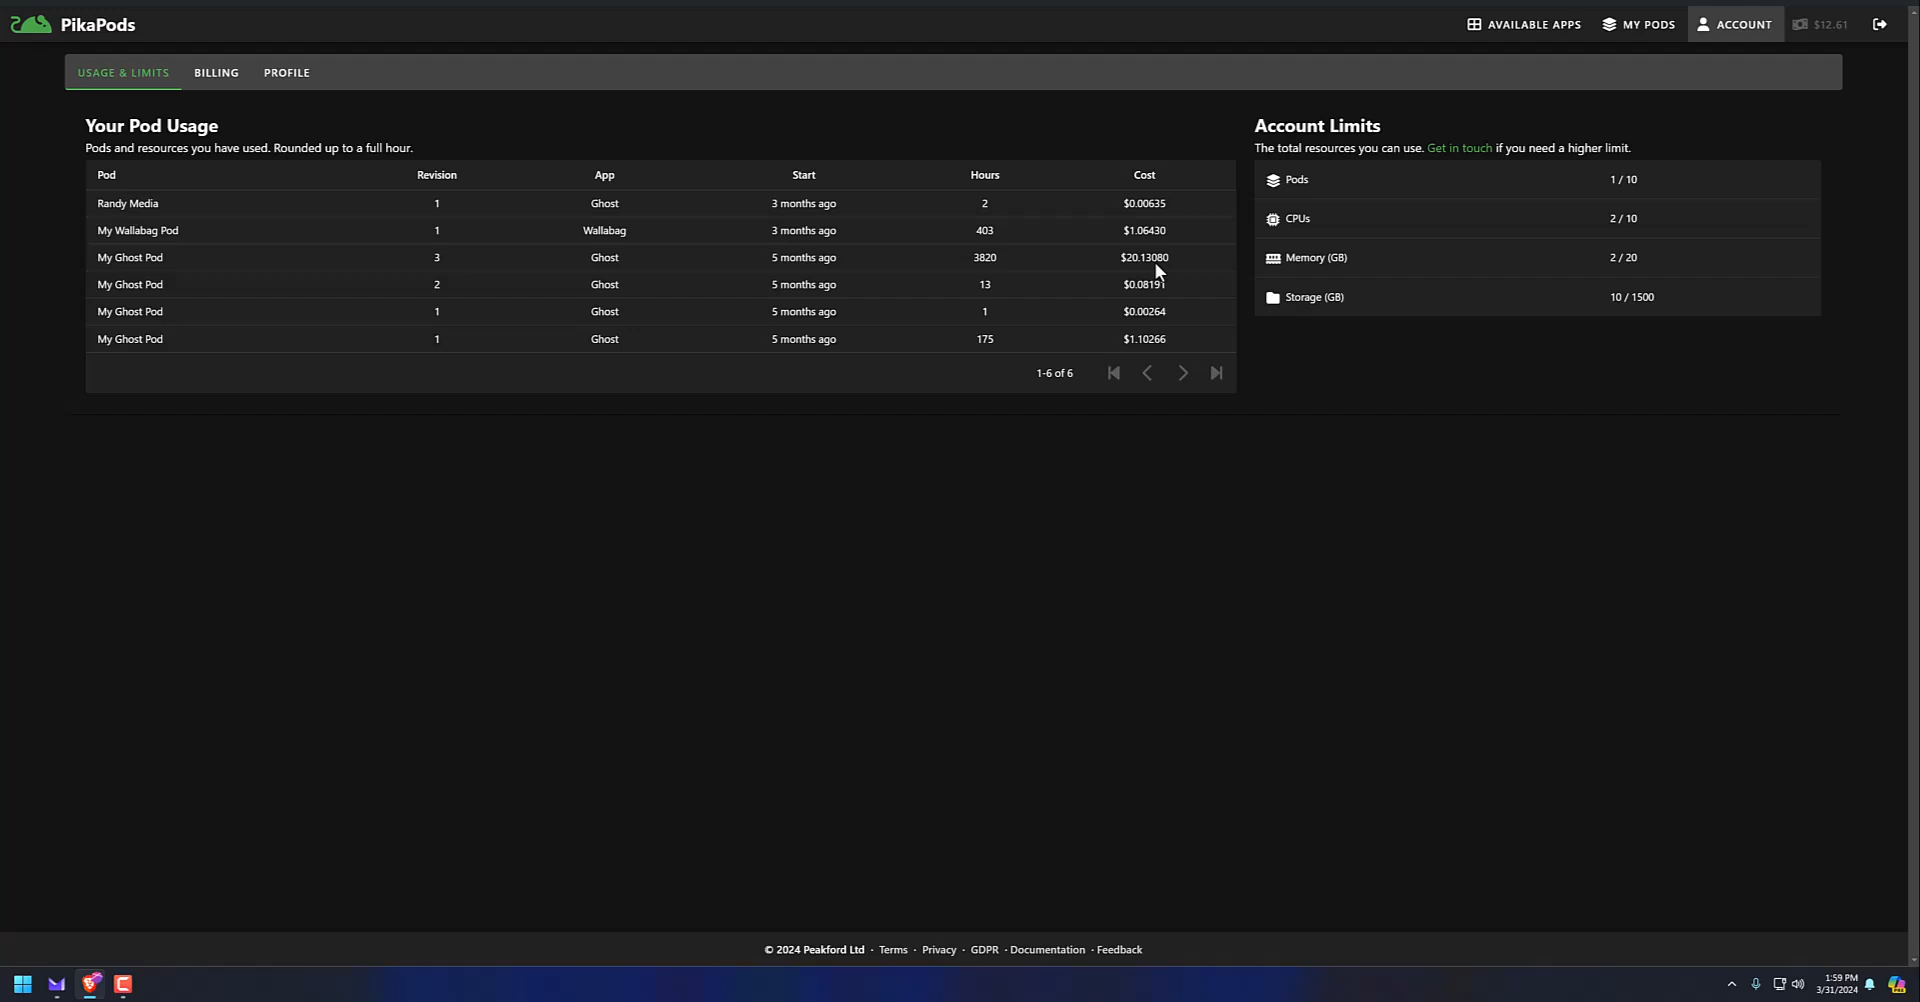 PikaPods
AVAILABLE APPS
MY PODS
ACCOUNT
$12.61
USAGE & LIMITS
BILLING
PROFILE
Your Pod Usage
Pods and resources you have used. Rounded up to a full hour.
Pod Revision App Start Hours Cost
Randy Media 1 Ghost 3 months ago 2 $0.00635
My Wallabag Pod 1 Wallabag 3 months ago 403 $1.06430
My Ghost Pod 3 Ghost 5 months ago 3820 $20.13080
My Ghost Pod 2 Ghost 5 months ago 13 $0.08191
My Ghost Pod 1 Ghost 5 months ago 1 $0.00264
My Ghost Pod 1 Ghost 5 months ago 175 $1.10266
1-6 of 6
Account Limits
The total resources you can use. Get in touch if you need a higher limit.
Pods 1 / 10
CPUs 2 / 10
Memory (GB) 2 / 20
Storage (GB) 10 / 1500
© 2024 Peakford Ltd · Terms · Privacy · GDPR · Documentation · Feedback
1:59 PM
3/31/2024